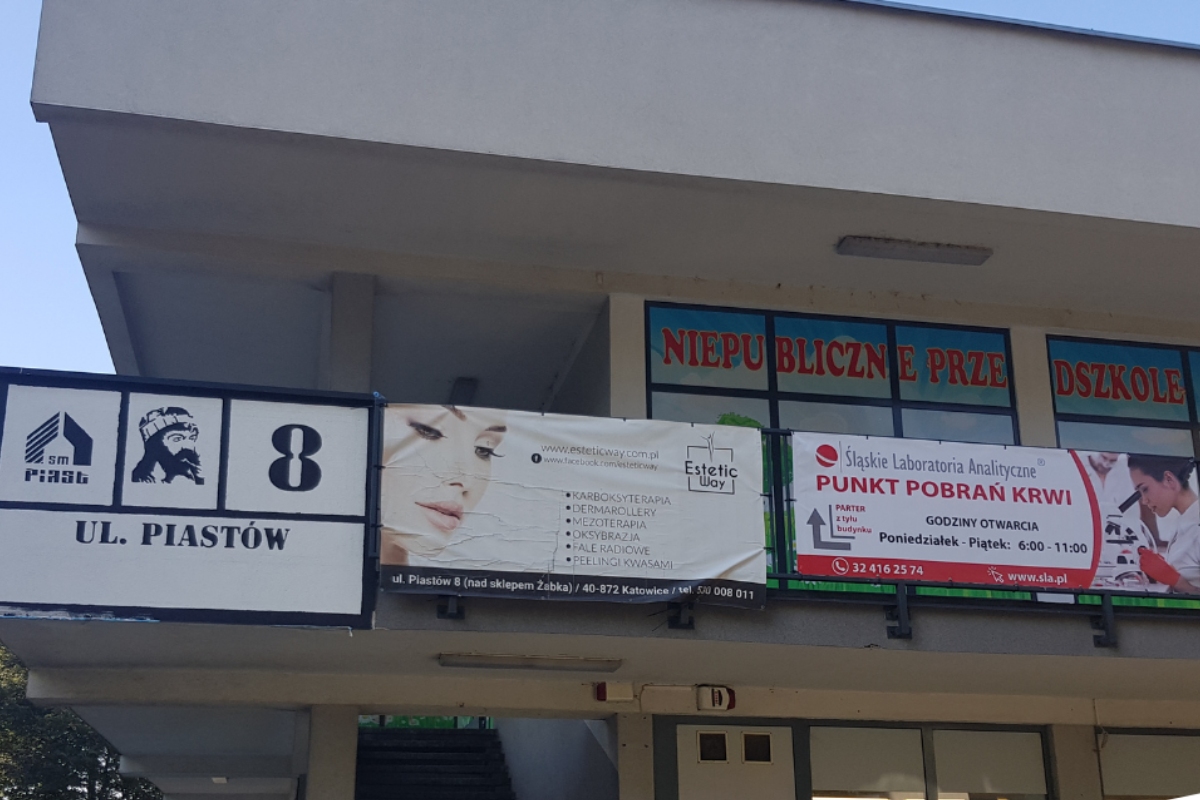 NIEPUBLICZNE PRZEDSZKOLE
SM
PIAST
8
UL. PIASTÓW
www.esteticway.com.pl
www.facebook.com/esteticway
Estetic
Way
•KARBOKSYTERAPIA
•DERMAROLLERY
•MEZOTERAPIA
•OKSYBRAZJA
•FALE RADIOWE
•PEELINGI KWASAMI
ul. Piastów 8 (nad sklepem Żabka) / 40-872 Katowice / tel. 008 011
Śląskie Laboratoria Analityczne®
PUNKT POBRAŃ KRWI
PARTER
z tyłu
budynku
GODZINY OTWARCIA
Poniedziałek - Piątek: 6:00 - 11:00
32 416 25 74
www.sla.pl